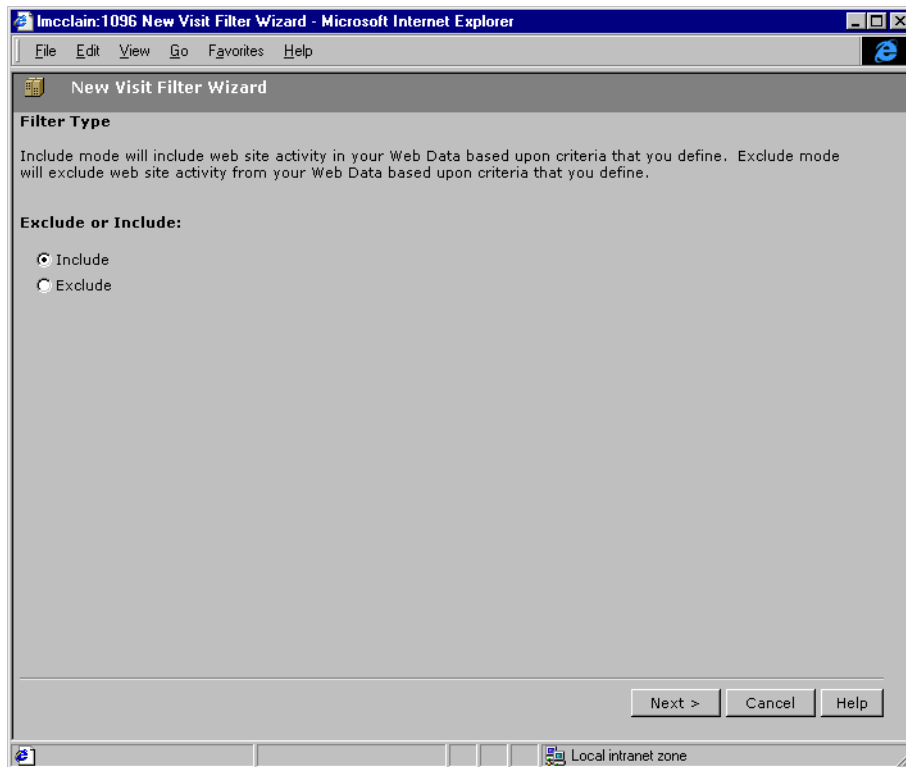 lmcclain:1096 New Visit Filter Wizard - Microsoft Internet Explorer
File Edit View Go Favorites Help
New Visit Filter Wizard
Filter Type
Include mode will include web site activity in your Web Data based upon criteria that you define. Exclude mode
will exclude web site activity from your Web Data based upon criteria that you define.
Exclude or Include:
Include
Exclude
Next > Cancel Help
Local intranet zone